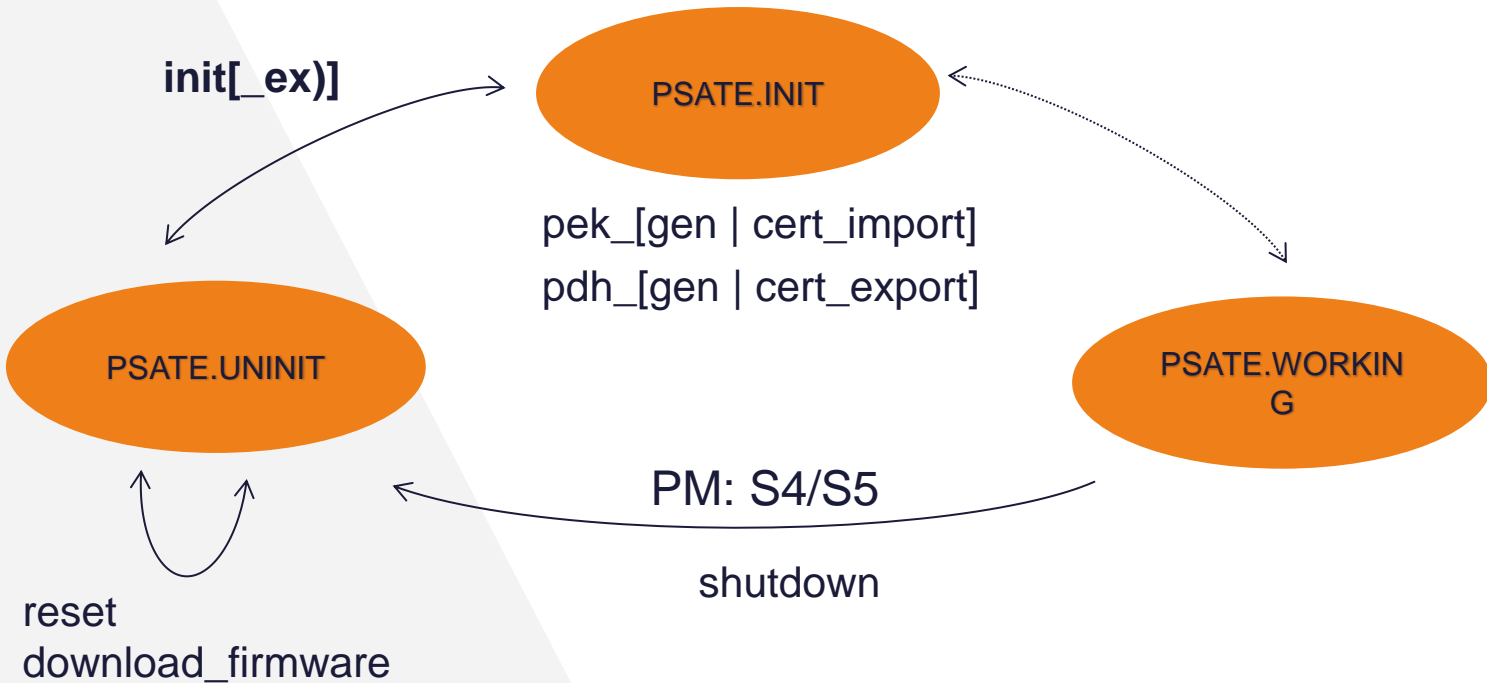 init[_ex)]
PSATE.INIT
pek_[gen | cert_import]
pdh_[gen | cert_export]
PSATE.UNINIT
PSATE.WORKIN
G
PM: S4/S5
shutdown
reset
download_firmware